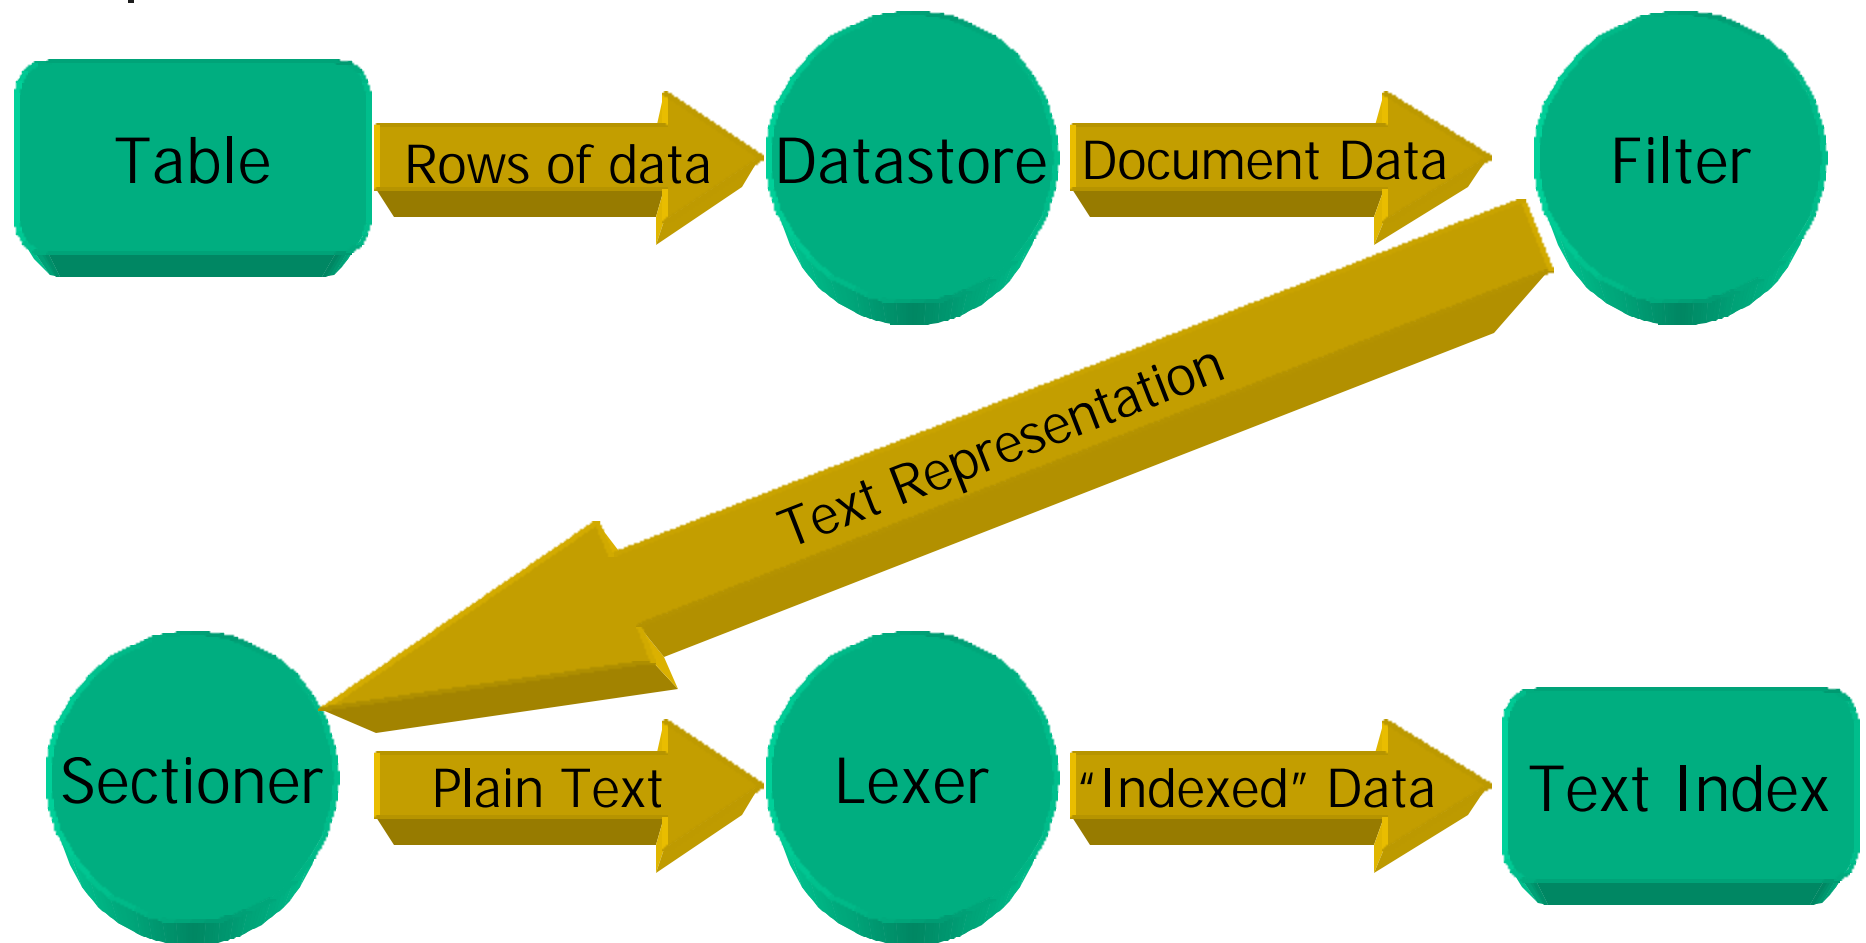 Table
Rows of data
Datastore
Document Data
Filter
Text Representation
Sectioner
Plain Text
Lexer
“Indexed” Data
Text Index